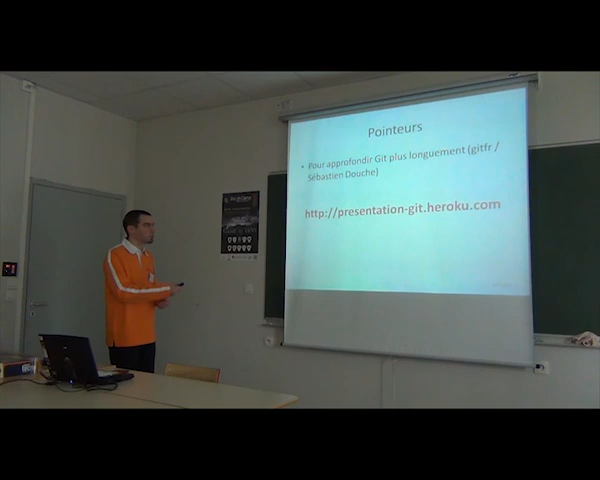 Pointeurs
• Pour approfondir Git plus longuement (gitfr /
Sébastien Douche)
http://presentation-git.heroku.com